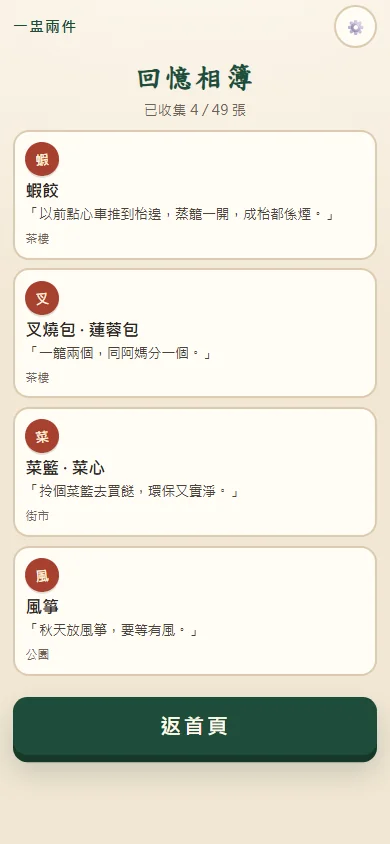 一盅兩件
回憶相簿
已收集 4 / 49 張
蝦
蝦餃
「以前點心車推到枱邊，蒸籠一開，成枱都係煙。」
茶樓
叉
叉燒包 · 蓮蓉包
「一籠兩個，同阿媽分一個。」
茶樓
菜
菜籃 · 菜心
「拎個菜籃去買餸，環保又實淨。」
街市
風
風箏
「秋天放風箏，要等有風。」
公園
返首頁